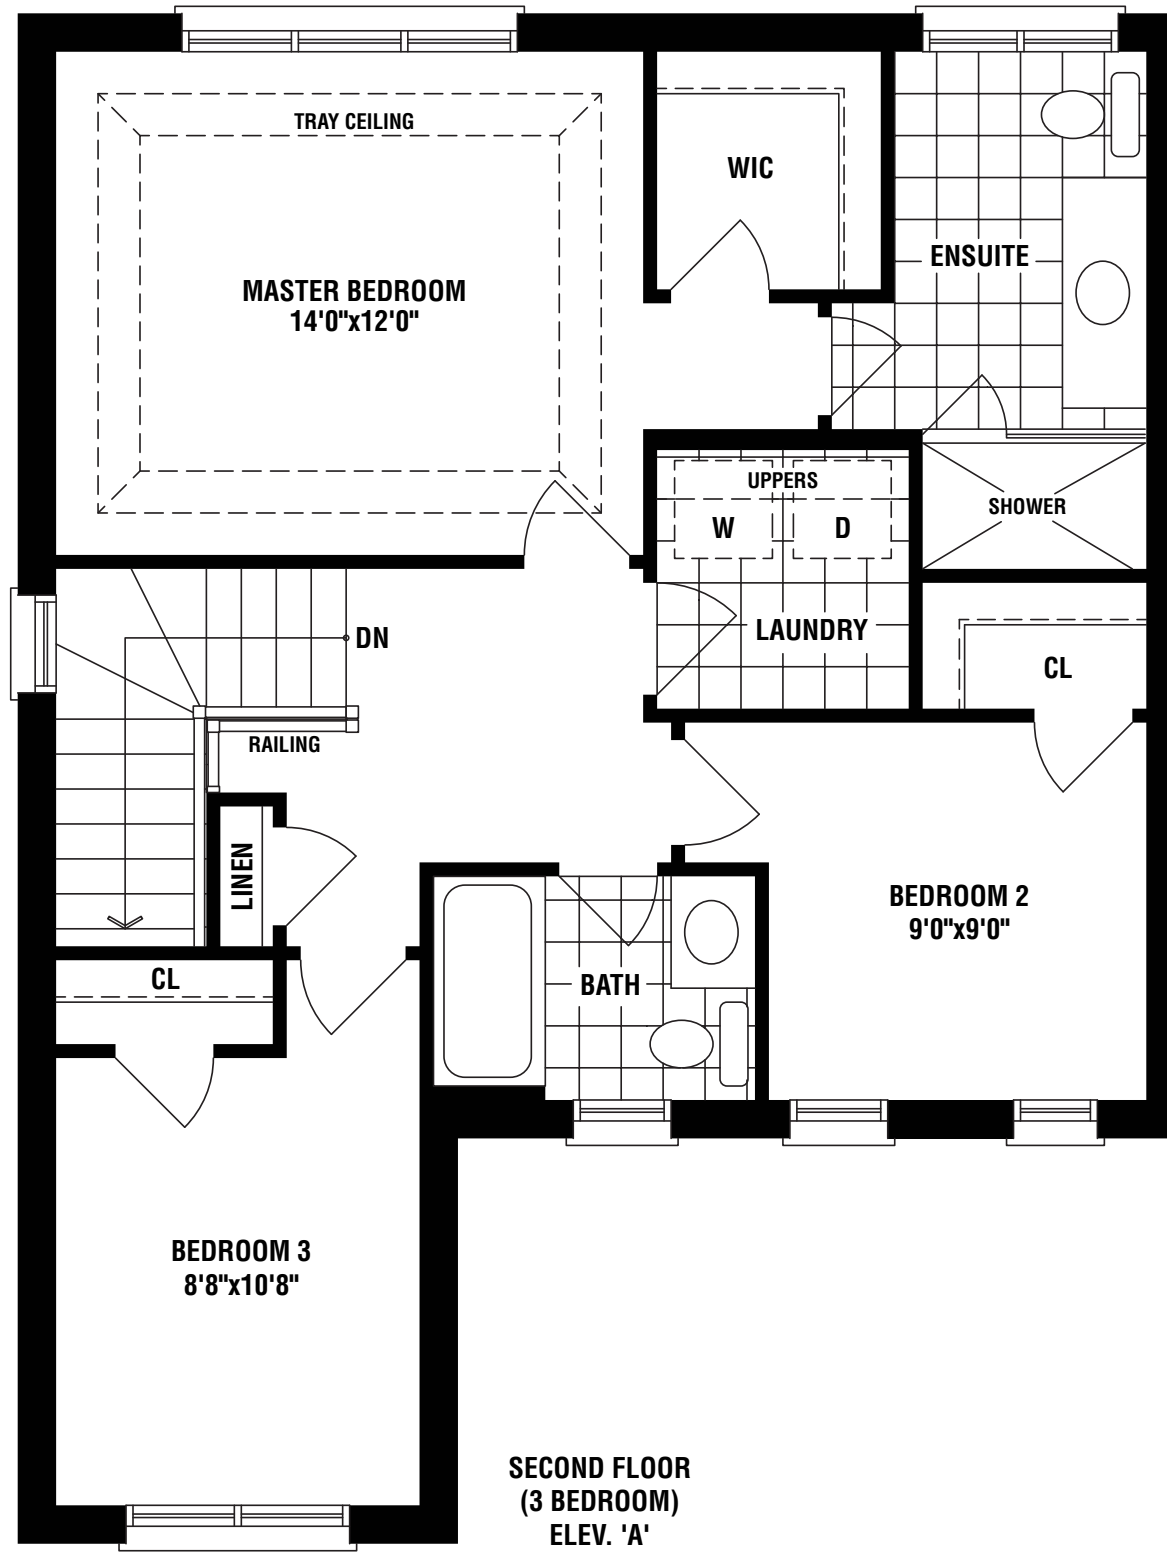 TRAY CEILING
WIC
ENSUITE
MASTER BEDROOM
14'0"x12'0"
UPPERS
W
D
SHOWER
LAUNDRY
DN
CL
RAILING
LINEN
BEDROOM 2
9'0"x9'0"
CL
BATH
BEDROOM 3
8'8"x10'8"
SECOND FLOOR
(3 BEDROOM)
ELEV. 'A'